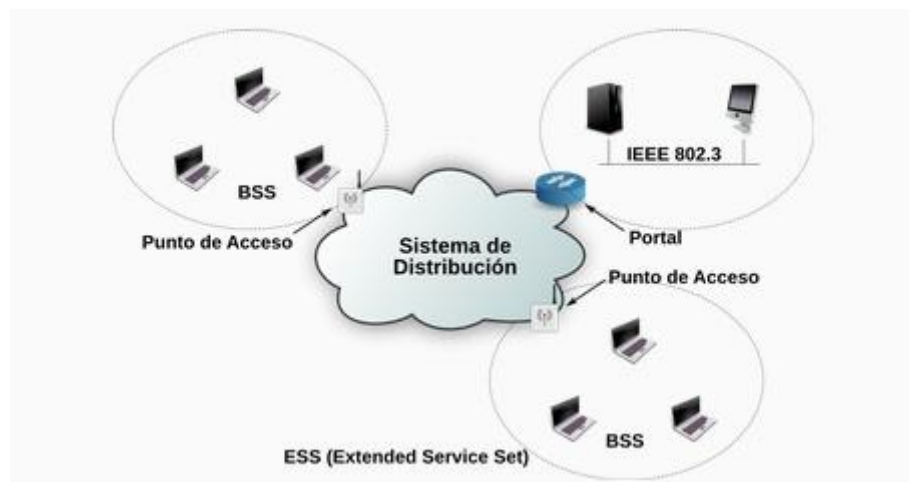 BSS
Punto de Acceso
IEEE 802.3
Portal
Sistema de
Distribución
Punto de Acceso
BSS
ESS (Extended Service Set)